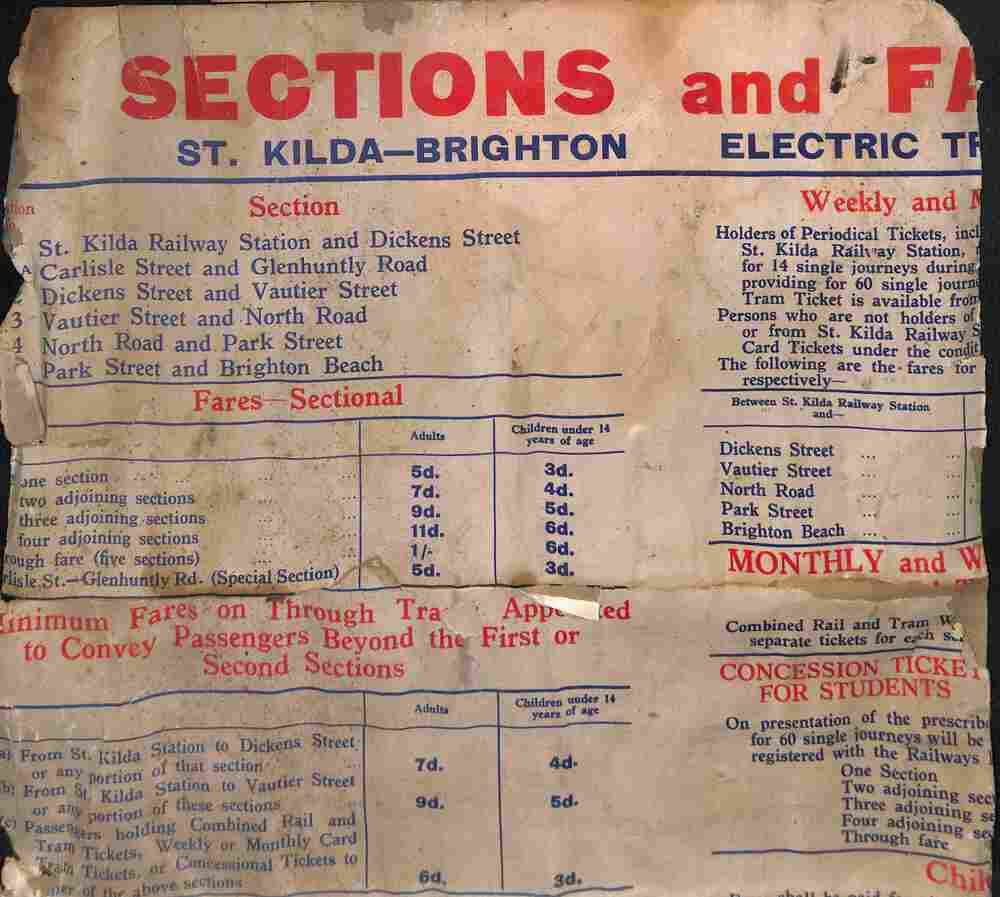 SECTIONS and FA
ST. KILDA—BRIGHTON ELECTRIC TR
tion Section
St. Kilda Railway Station and Dickens Street
A Carlisle Street and Glenhuntly Road
Dickens Street and Vautier Street
3 Vautier Street and North Road
4 North Road and Park Street
Park Street and Brighton Beach
Fares—Sectional
Adults Children under 14
years of age
one section ... ... ... 5d. 3d.
two adjoining sections ... ... 7d. 4d.
three adjoining sections ... ... 9d. 5d.
four adjoining sections ... ... 11d. 6d.
rough fare (five sections) ... ... 1/- 6d.
rlisle St.—Glenhuntly Rd. (Special Section) 5d. 3d.
inimum Fares on Through Tra App ted
to Convey Passengers Beyond the First or
Second Sections
Adults Children under 14
years of age
a) From St. Kilda Station to Dickens Street
or any portion of that section ... 7d. 4d.
b) From St. Kilda Station to Vautier Street
or any portion of these sections 9d. 5d.
(c) Passengers holding Combined Rail and
Tram Tickets, Weekly or Monthly Card
Train Tickets, or Concessional Tickets to
of the above sections 6d. 3d.
Weekly and M
Holders of Periodical Tickets, incl
St. Kilda Railway Station,
for 14 single journeys during
providing for 60 single journ
Tram Ticket is available from
Persons who are not holders of
or from St. Kilda Railway S
Card Tickets under the condit
The following are the fares for
respectively—
Between St. Kilda Railway Station
and—
Dickens Street ...
Vautier Street ...
North Road ...
Park Street ...
Brighton Beach ...
MONTHLY and W
Combined Rail and Tram W
separate tickets for each s
CONCESSION TICKET
FOR STUDENTS
On presentation of the prescrib
for 60 single journeys will be
registered with the Railways
One Section
Two adjoining sec
Three adjoining se
Four adjoining se
Through fare
Chil